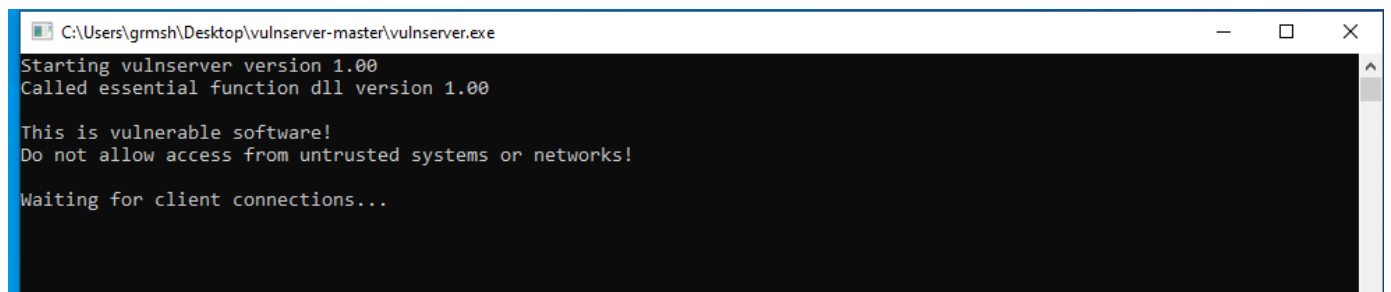 C:\Users\grmsh\Desktop\vulnserver-master\vulnserver.exe
Starting vulnserver version 1.00
Called essential function dll version 1.00
This is vulnerable software!
Do not allow access from untrusted systems or networks!
Waiting for client connections...